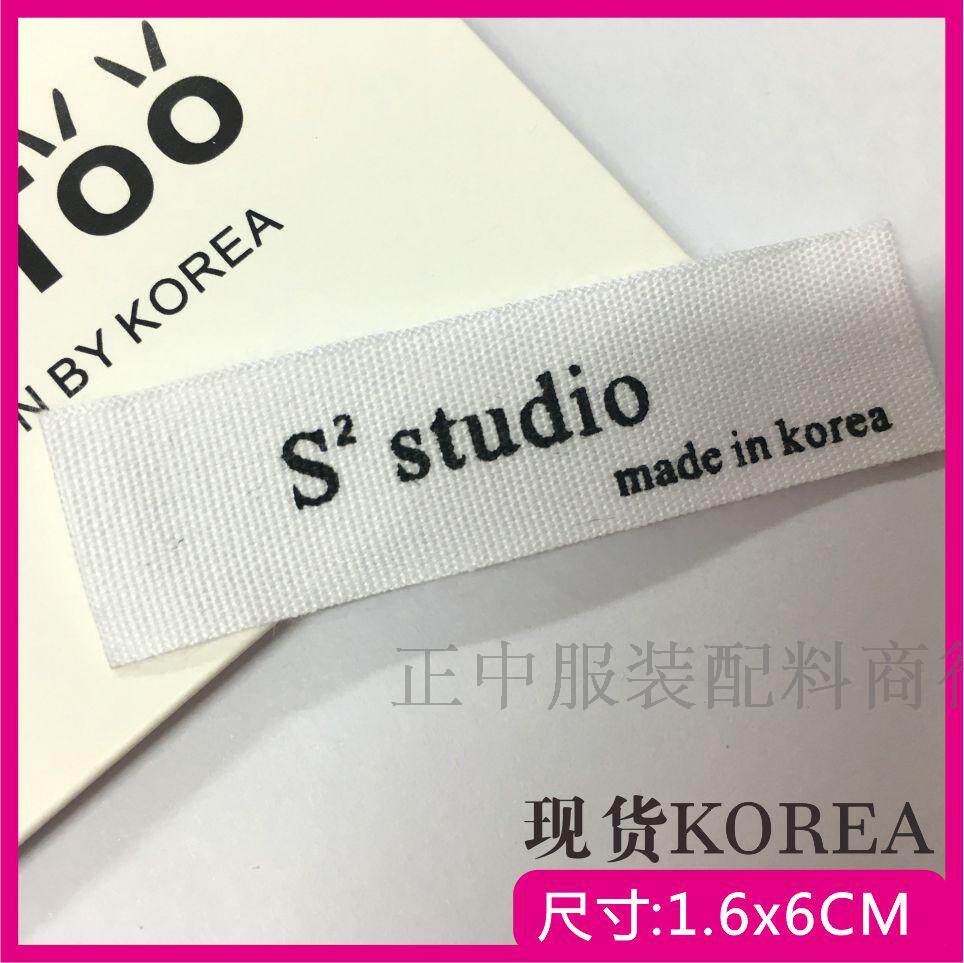 TOO
N BY KOREA
S² studio
made in korea
正中服装配料商行
现货KOREA
尺寸:1.6x6CM